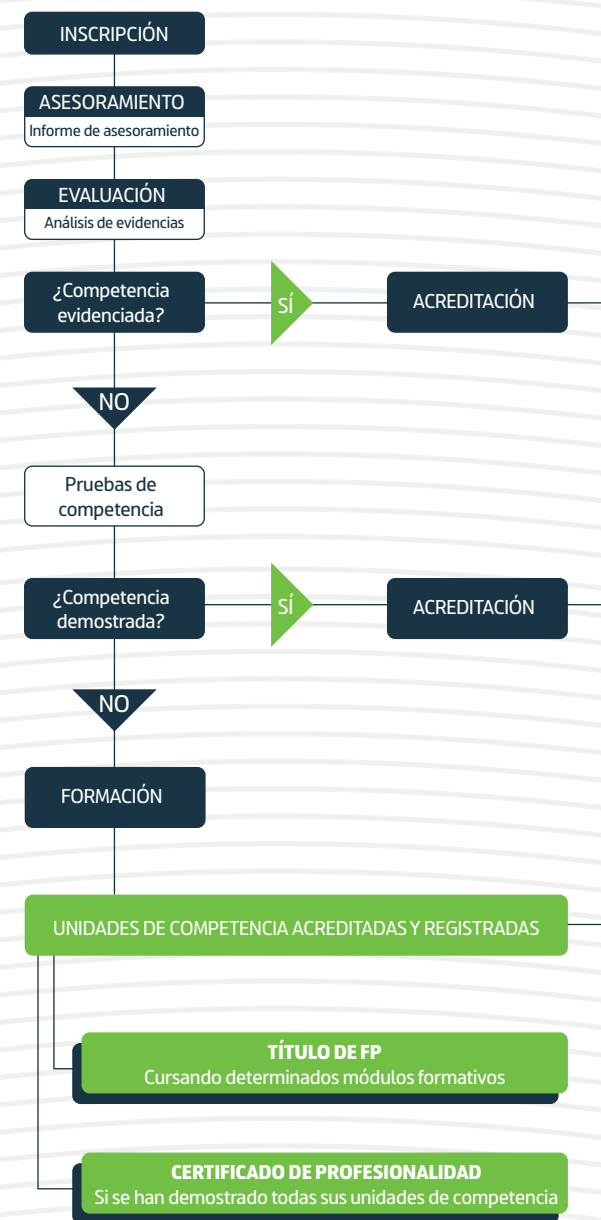 INSCRIPCIÓN
ASESORAMIENTO
Informe de asesoramiento
EVALUACIÓN
Análisis de evidencias
¿Competencia
evidenciada?
SÍ
ACREDITACIÓN
NO
Pruebas de
competencia
¿Competencia
demostrada?
SÍ
ACREDITACIÓN
NO
FORMACIÓN
UNIDADES DE COMPETENCIA ACREDITADAS Y REGISTRADAS
TÍTULO DE FP
Cursando determinados módulos formativos
CERTIFICADO DE PROFESIONALIDAD
Si se han demostrado todas sus unidades de competencia